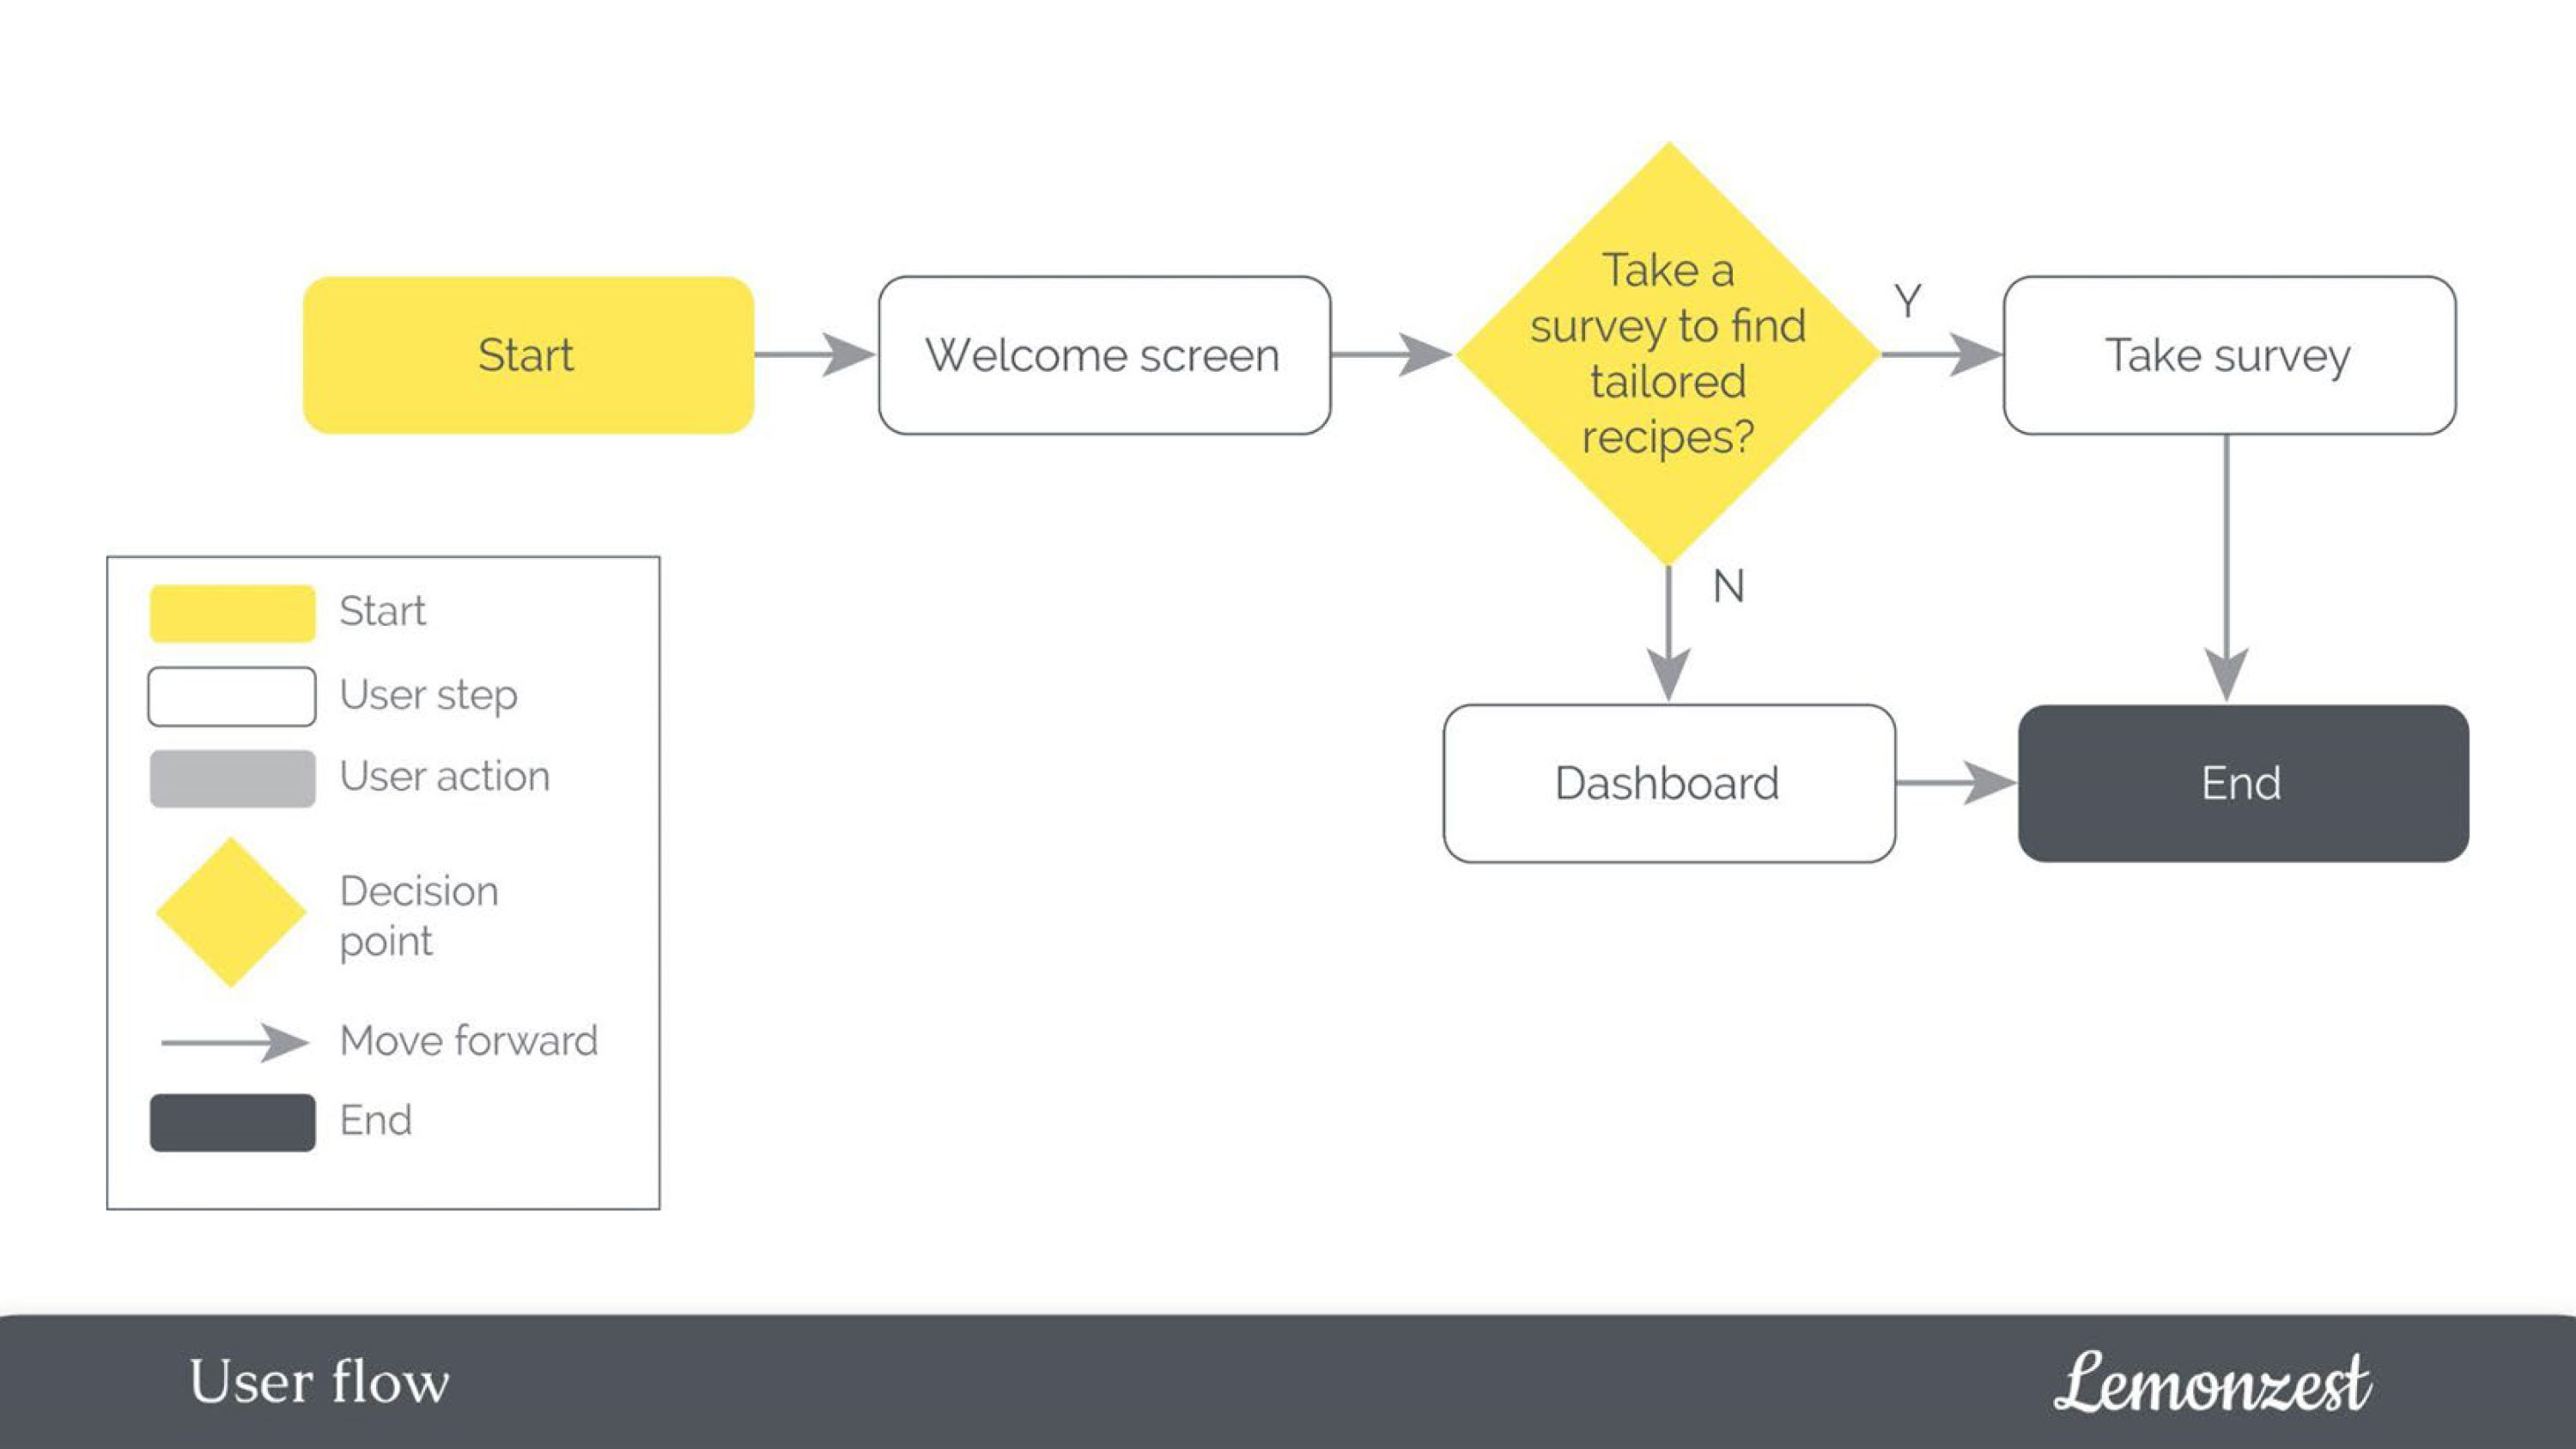 Start
Welcome screen
Take a
survey to find
tailored
recipes?
Y
Take survey
N
Dashboard
End
Start
User step
User action
Decision
point
Move forward
End
User flow
Lemonzest